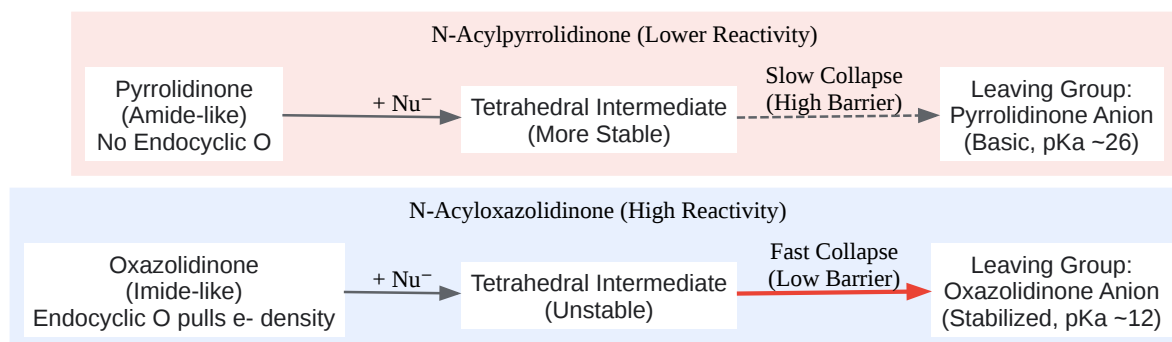 N-Acylpyrrolidinone (Lower Reactivity)
Pyrrolidinone
(Amide-like)
No Endocyclic O
+ Nu⁻
Tetrahedral Intermediate
(More Stable)
Slow Collapse
(High Barrier)
Leaving Group:
Pyrrolidinone Anion
(Basic, pKa ~26)
N-Acyloxazolidinone (High Reactivity)
Oxazolidinone
(Imide-like)
Endocyclic O pulls e- density
+ Nu⁻
Tetrahedral Intermediate
(Unstable)
Fast Collapse
(Low Barrier)
Leaving Group:
Oxazolidinone Anion
(Stabilized, pKa ~12)